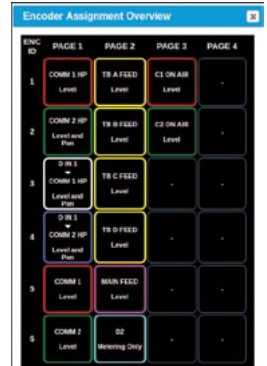 Encoder Assignment Overview
ENC ID PAGE 1 PAGE 2 PAGE 3 PAGE 4
1
COMM 1 HP
Level
TB A FEED
Level
C1 ON AIR
Level
-
2
COMM 2 HP
Level and
Pan
TB B FEED
Level
C2 ON AIR
Level
-
3
D IN 1
COMM 1 HP
Level and
Pan
TB C FEED
Level
-
-
4
D IN 1
COMM 2 HP
Level and
Pan
TB D FEED
Level
-
-
5
COMM 1
Level
MAIN FEED
Level
-
-
6
COMM 2
Level
D2
Metering Only
-
-